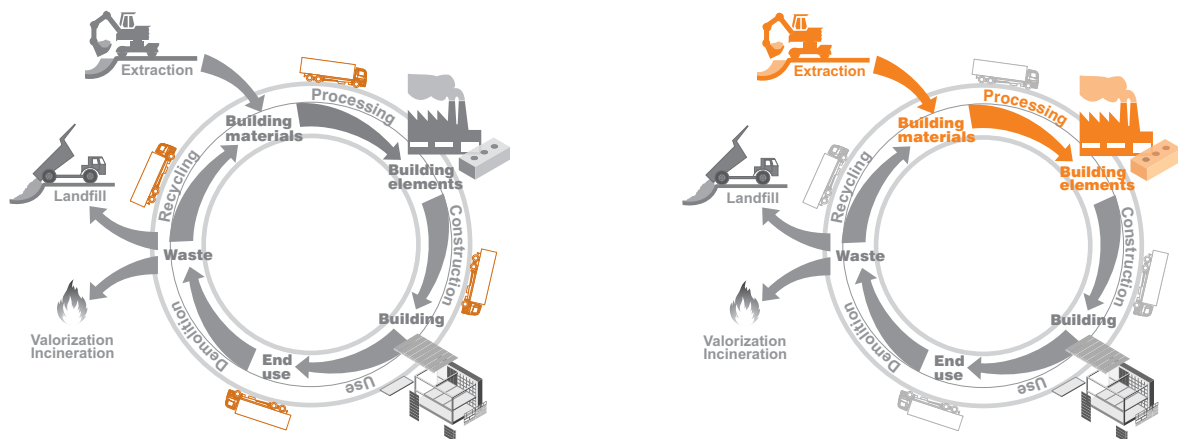 Extraction
Processing
Building
materials
Building
elements
Recycling
Landfill
Construction
Waste
Building
Valorization
Incineration
Demolition
End
use
Use
Extraction
Processing
Building
materials
Building
elements
Recycling
Landfill
Construction
Waste
Building
Valorization
Incineration
Demolition
End
use
Use